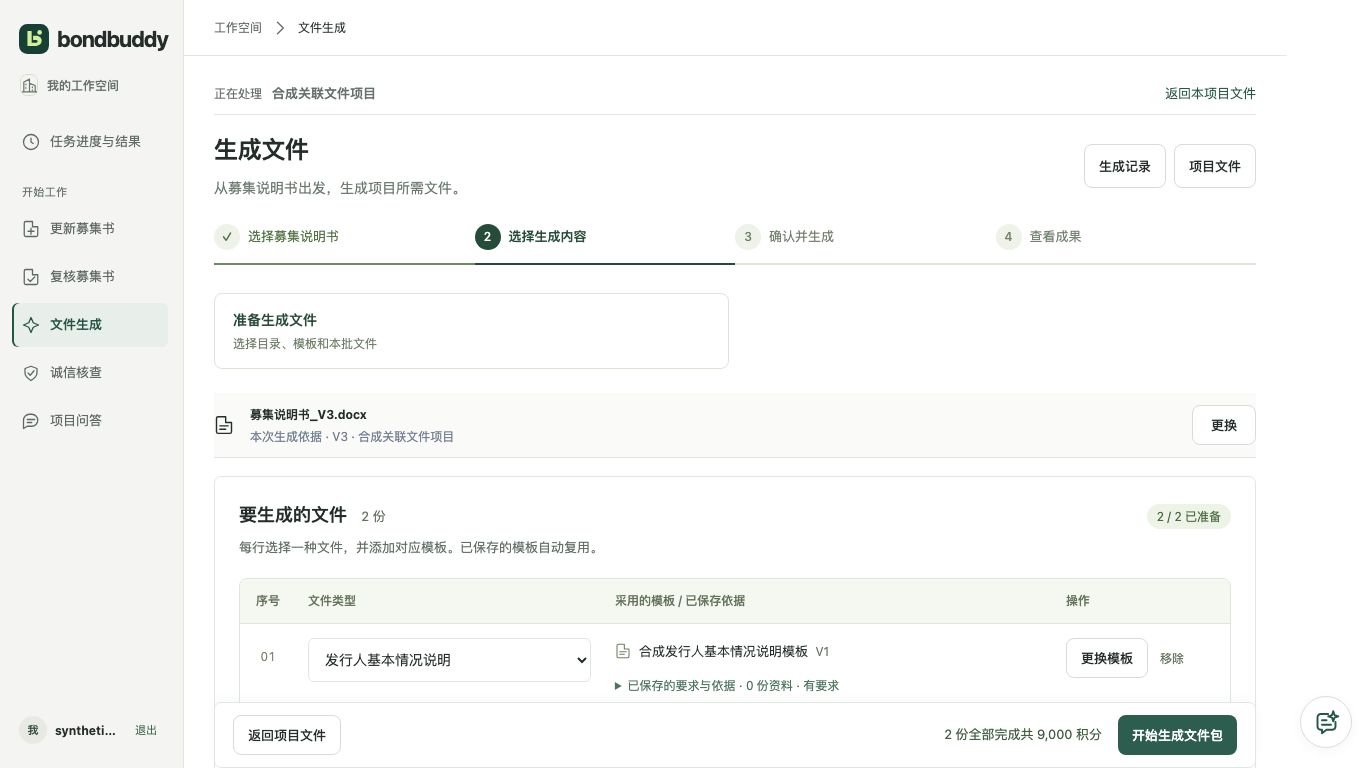 bondbuddy
我的工作空间
任务进度与结果
开始工作
更新募集书
复核募集书
文件生成
诚信核查
项目问答
我 syntheti... 退出
工作空间 文件生成
正在处理 合成关联文件项目 返回本项目文件
生成文件
从募集说明书出发，生成项目所需文件。
生成记录 项目文件
选择募集说明书 2 选择生成内容 3 确认并生成 4 查看成果
准备生成文件
选择目录、模板和本批文件
募集说明书_V3.docx
本次生成依据 · V3 · 合成关联文件项目
更换
要生成的文件 2 份 2 / 2 已准备
每行选择一种文件，并添加对应模板。已保存的模板自动复用。
序号 文件类型 采用的模板 / 已保存依据 操作
01 发行人基本情况说明 合成发行人基本情况说明模板 V1 更换模板 移除
已保存的要求与依据 · 0 份资料 · 有要求
返回项目文件 2 份全部完成共 9,000 积分 开始生成文件包